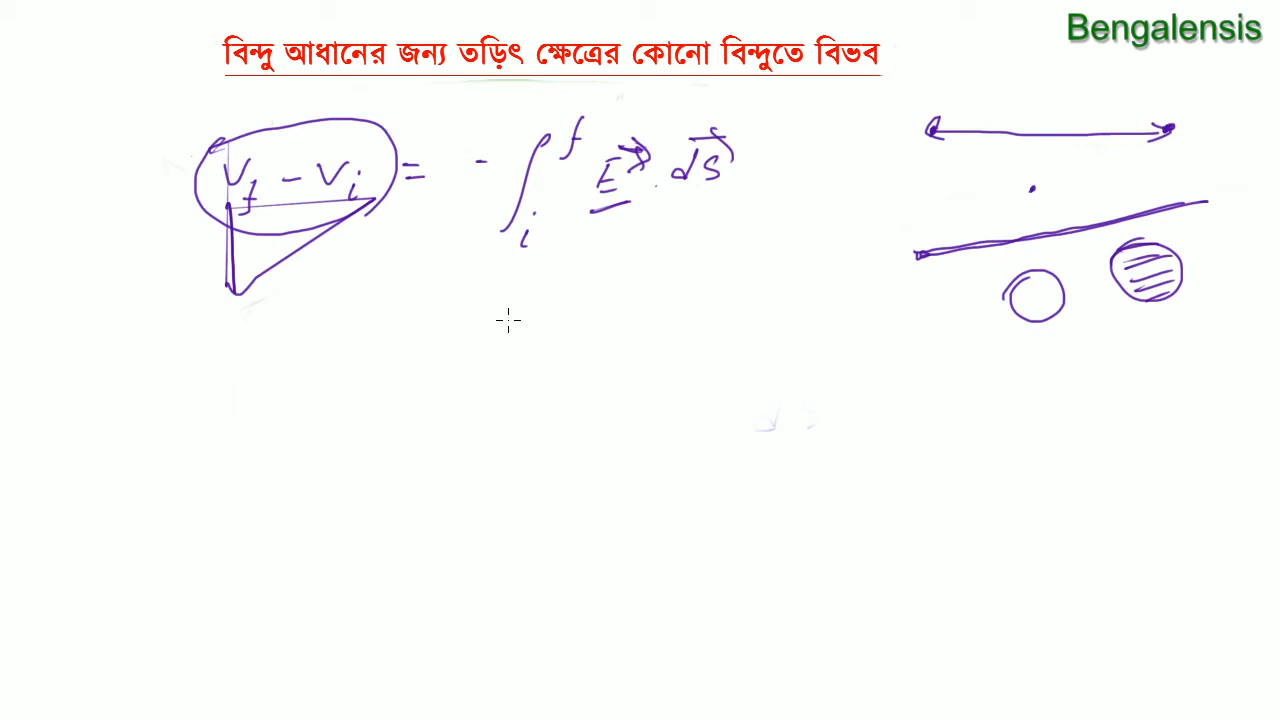 Bengalensis
বিন্দু আধানের জন্য তড়িৎ ক্ষেত্রের কোনো বিন্দুতে বিভব
V_f - V_i = - ∫_i^f E⃗ . dS⃗